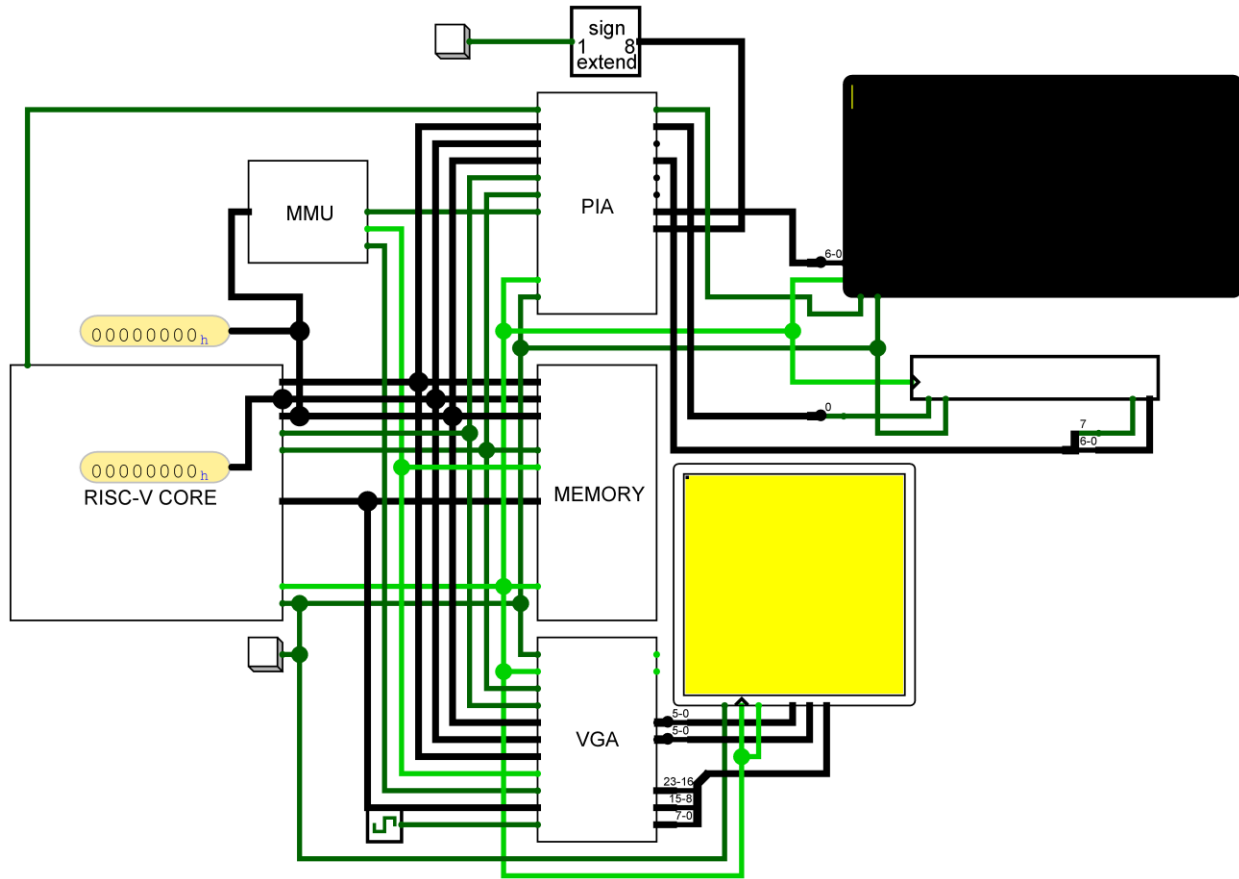 sign
1 8
extend
PIA
MMU
6-0
00000000h
0
7
6-0
00000000h
RISC-V CORE
MEMORY
5-0
5-0
VGA
23-16
15-8
7-0